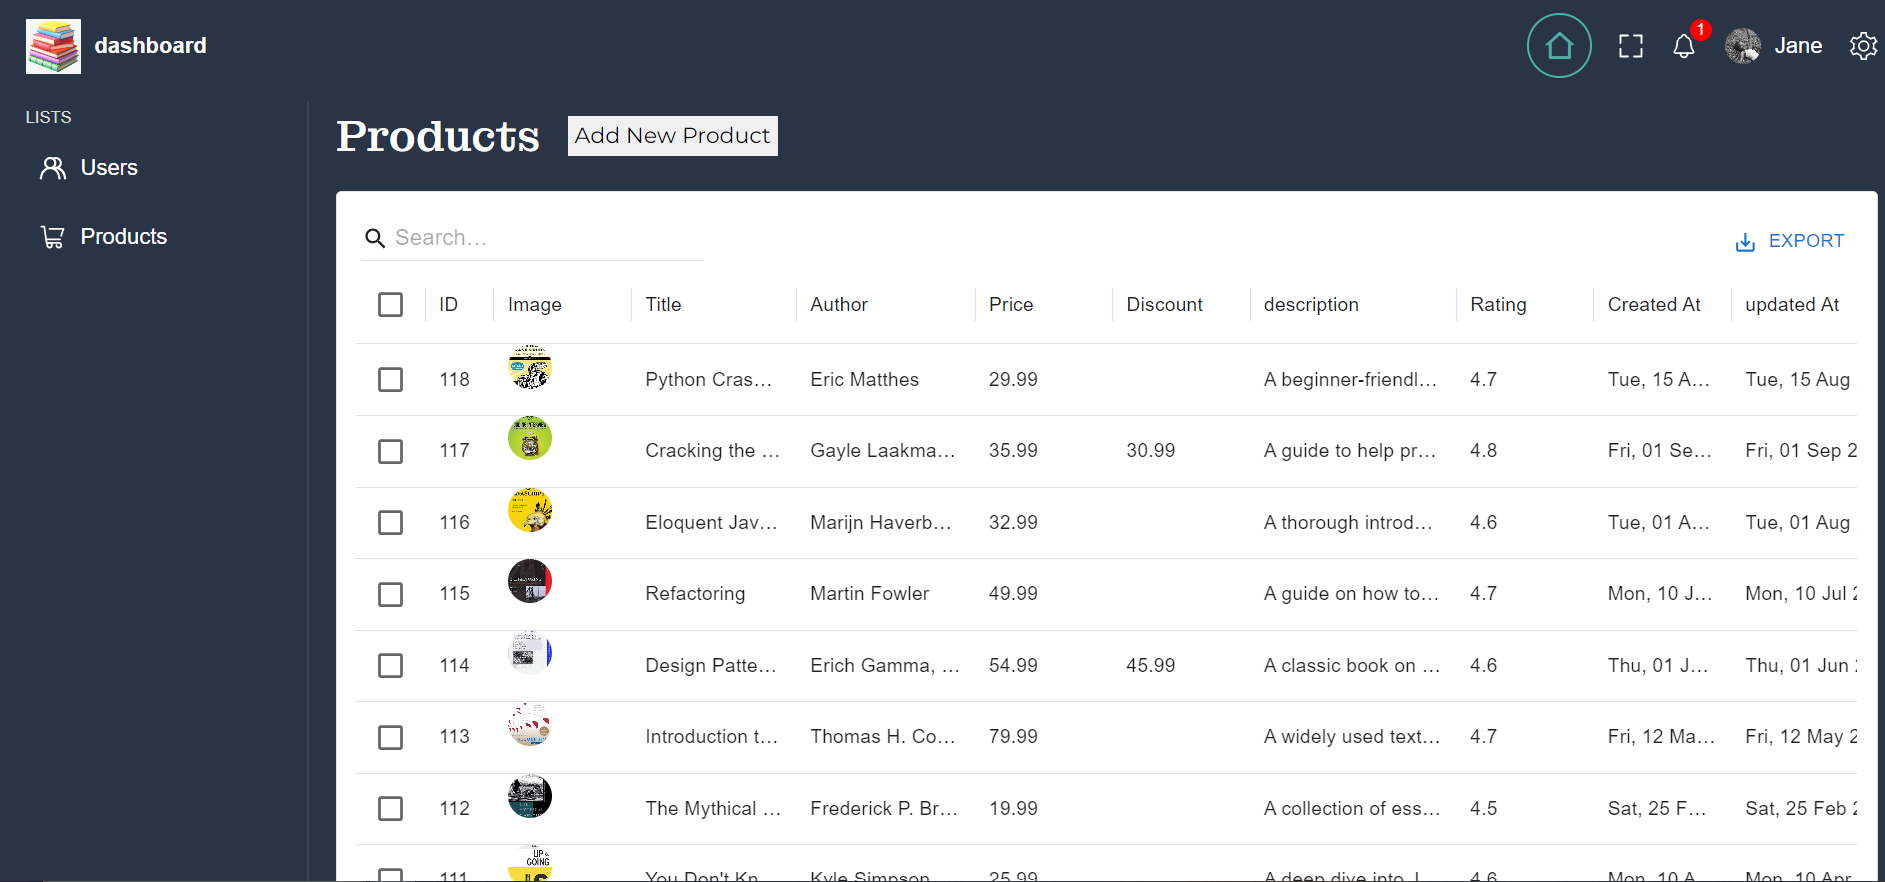 dashboard
1
Jane
LISTS
Users
Products
Products
Add New Product
Search…
EXPORT
ID Image Title Author Price Discount description Rating Created At updated At
118 Python Cras… Eric Matthes 29.99 A beginner-friendl… 4.7 Tue, 15 A… Tue, 15 Aug
117 Cracking the … Gayle Laakma… 35.99 30.99 A guide to help pr… 4.8 Fri, 01 Se… Fri, 01 Sep 2
116 Eloquent Jav… Marijn Haverb… 32.99 A thorough introd… 4.6 Tue, 01 A… Tue, 01 Aug
115 Refactoring Martin Fowler 49.99 A guide on how to… 4.7 Mon, 10 J… Mon, 10 Jul 2
114 Design Patte… Erich Gamma, … 54.99 45.99 A classic book on … 4.6 Thu, 01 J… Thu, 01 Jun 2
113 Introduction t… Thomas H. Co… 79.99 A widely used text… 4.7 Fri, 12 Ma… Fri, 12 May 2
112 The Mythical … Frederick P. Br… 19.99 A collection of ess… 4.5 Sat, 25 F… Sat, 25 Feb 2
UP &
GOING
111 You Don't Kn Kyle Simpson 25.99 A deep dive into 4.6 Mon, 10 A Mon, 10 Apr